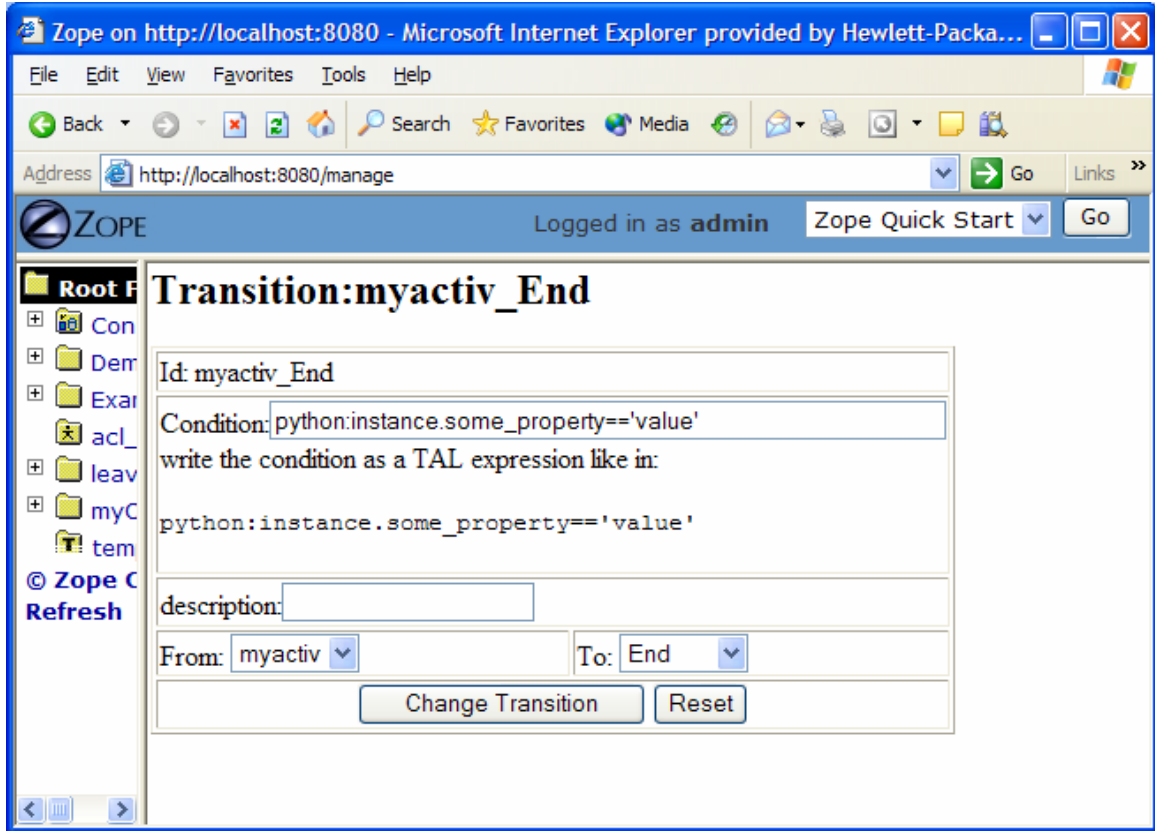 Zope on http://localhost:8080 - Microsoft Internet Explorer provided by Hewlett-Packa...
File Edit View Favorites Tools Help
Back Search Favorites Media
Address http://localhost:8080/manage Go Links »
ZOPE Logged in as admin Zope Quick Start Go
Root F
Con
Dem
Exar
acl_
leav
myC
tem
© Zope C
Refresh
Transition:myactiv_End
Id: myactiv_End
Condition: python:instance.some_property=='value'
write the condition as a TAL expression like in:
python:instance.some_property=='value'
description:
From: myactiv To: End
Change Transition Reset